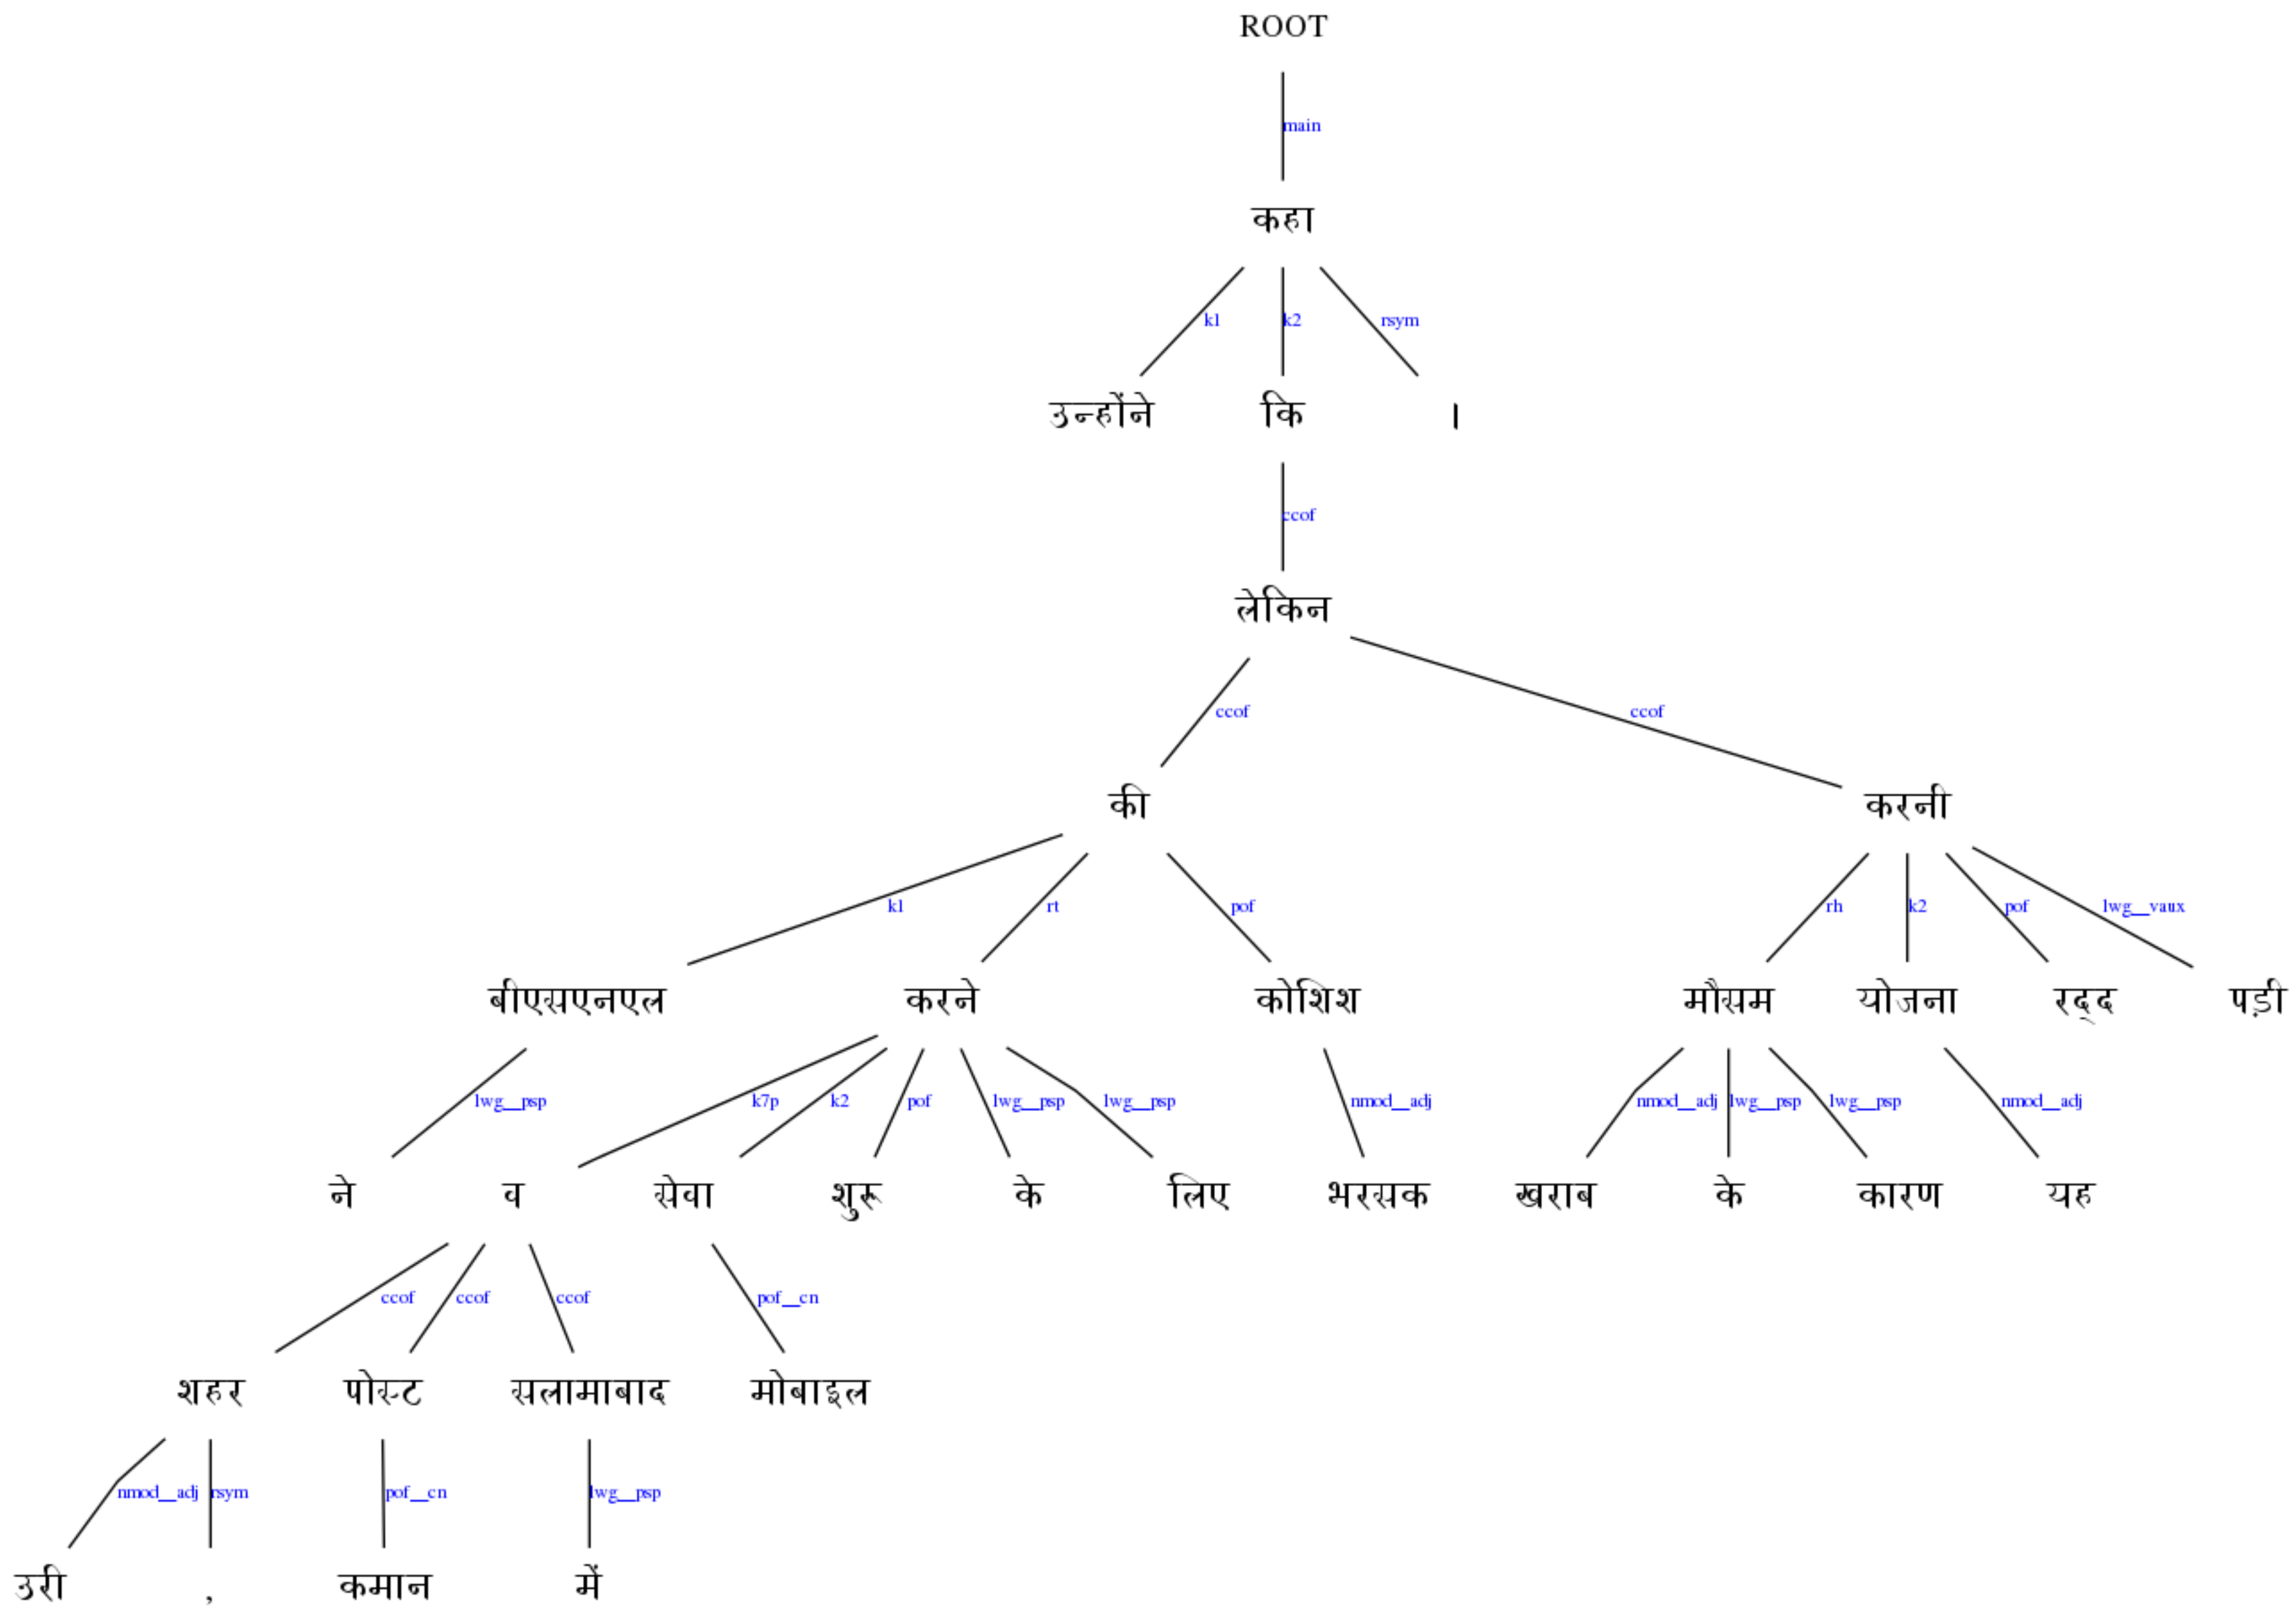 ROOT
main
कहा
k1 k2 rsym
उन्होंने कि ।
ccof
लेकिन
ccof ccof
की करनी
k1 rt pof rh k2 pof lwg__vaux
बीएसएनएल करने कोशिश मौसम योजना रद्द पड़ी
lwg__psp k7p k2 pof lwg__psp lwg__psp nmod__adj nmod__adj lwg__psp lwg__psp nmod__adj
ने व सेवा शुरू के लिए भरसक खराब के कारण यह
ccof ccof ccof pof__cn
शहर पोस्ट सलामाबाद मोबाइल
nmod__adj rsym pof__cn lwg__psp
उरी , कमान में